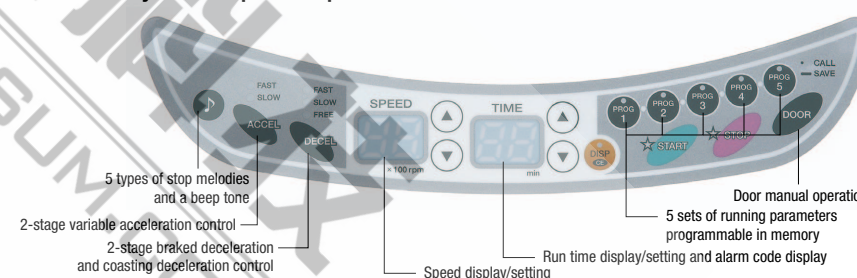 CALL
SAVE
PROG
1
PROG
2
PROG
3
PROG
4
PROG
5
FAST
SLOW
FAST
SLOW
FREE
ACCEL
DECEL
SPEED
×100 rpm
TIME
min
DISP
START
STOP
DOOR
5 types of stop melodies
and a beep tone
2-stage variable acceleration control
2-stage braked deceleration
and coasting deceleration control
Speed display/setting
Run time display/setting and alarm code display
5 sets of running parameters
programmable in memory
Door manual operatio